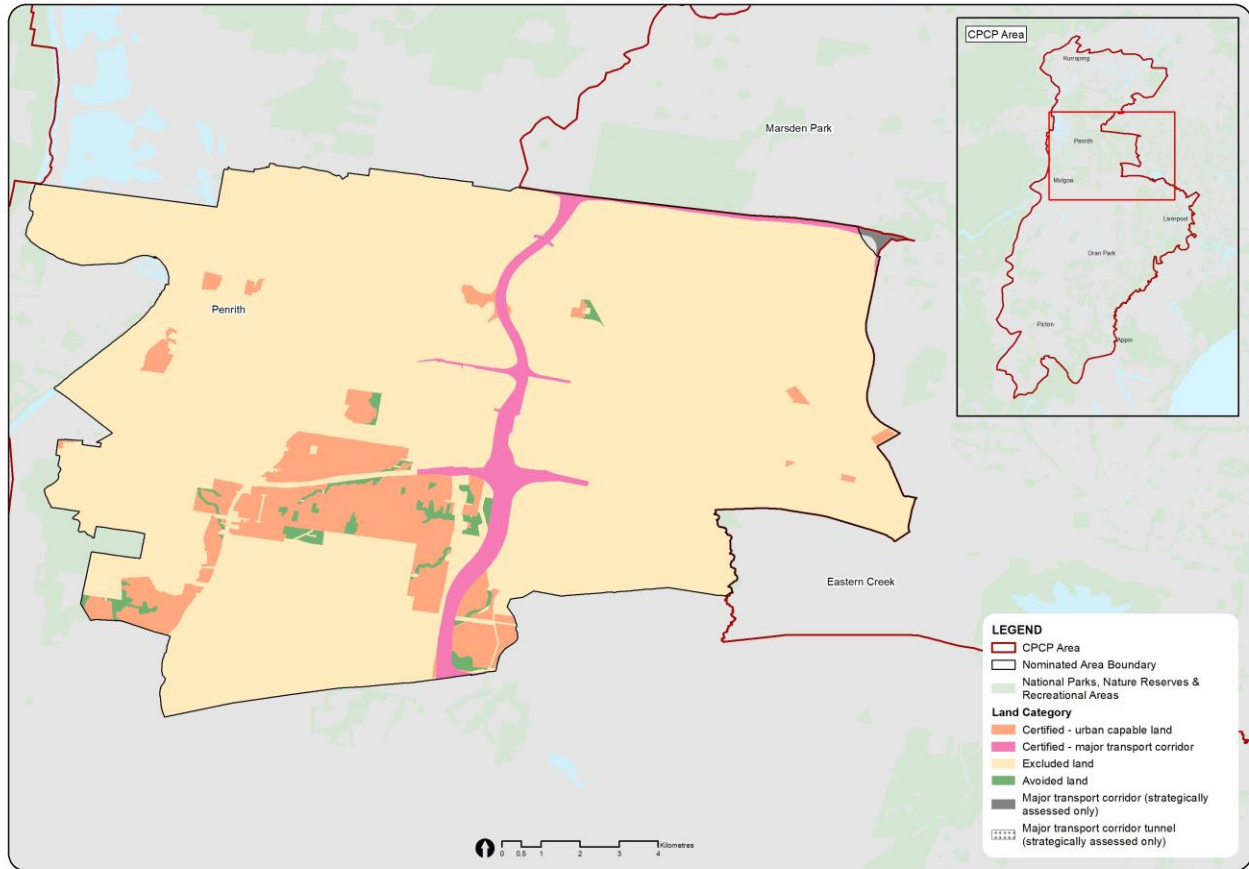 CPCP Area
Kurrajong
Penrith
Mulgoa
Liverpool
Oran Park
Picton
Appin
Marsden Park
Penrith
Eastern Creek
LEGEND
CPCP Area
Nominated Area Boundary
National Parks, Nature Reserves &
Recreational Areas
Land Category
Certified - urban capable land
Certified - major transport corridor
Excluded land
Avoided land
Major transport corridor (strategically
assessed only)
Major transport corridor tunnel
(strategically assessed only)
Kilometres
0 0.5 1 2 3 4